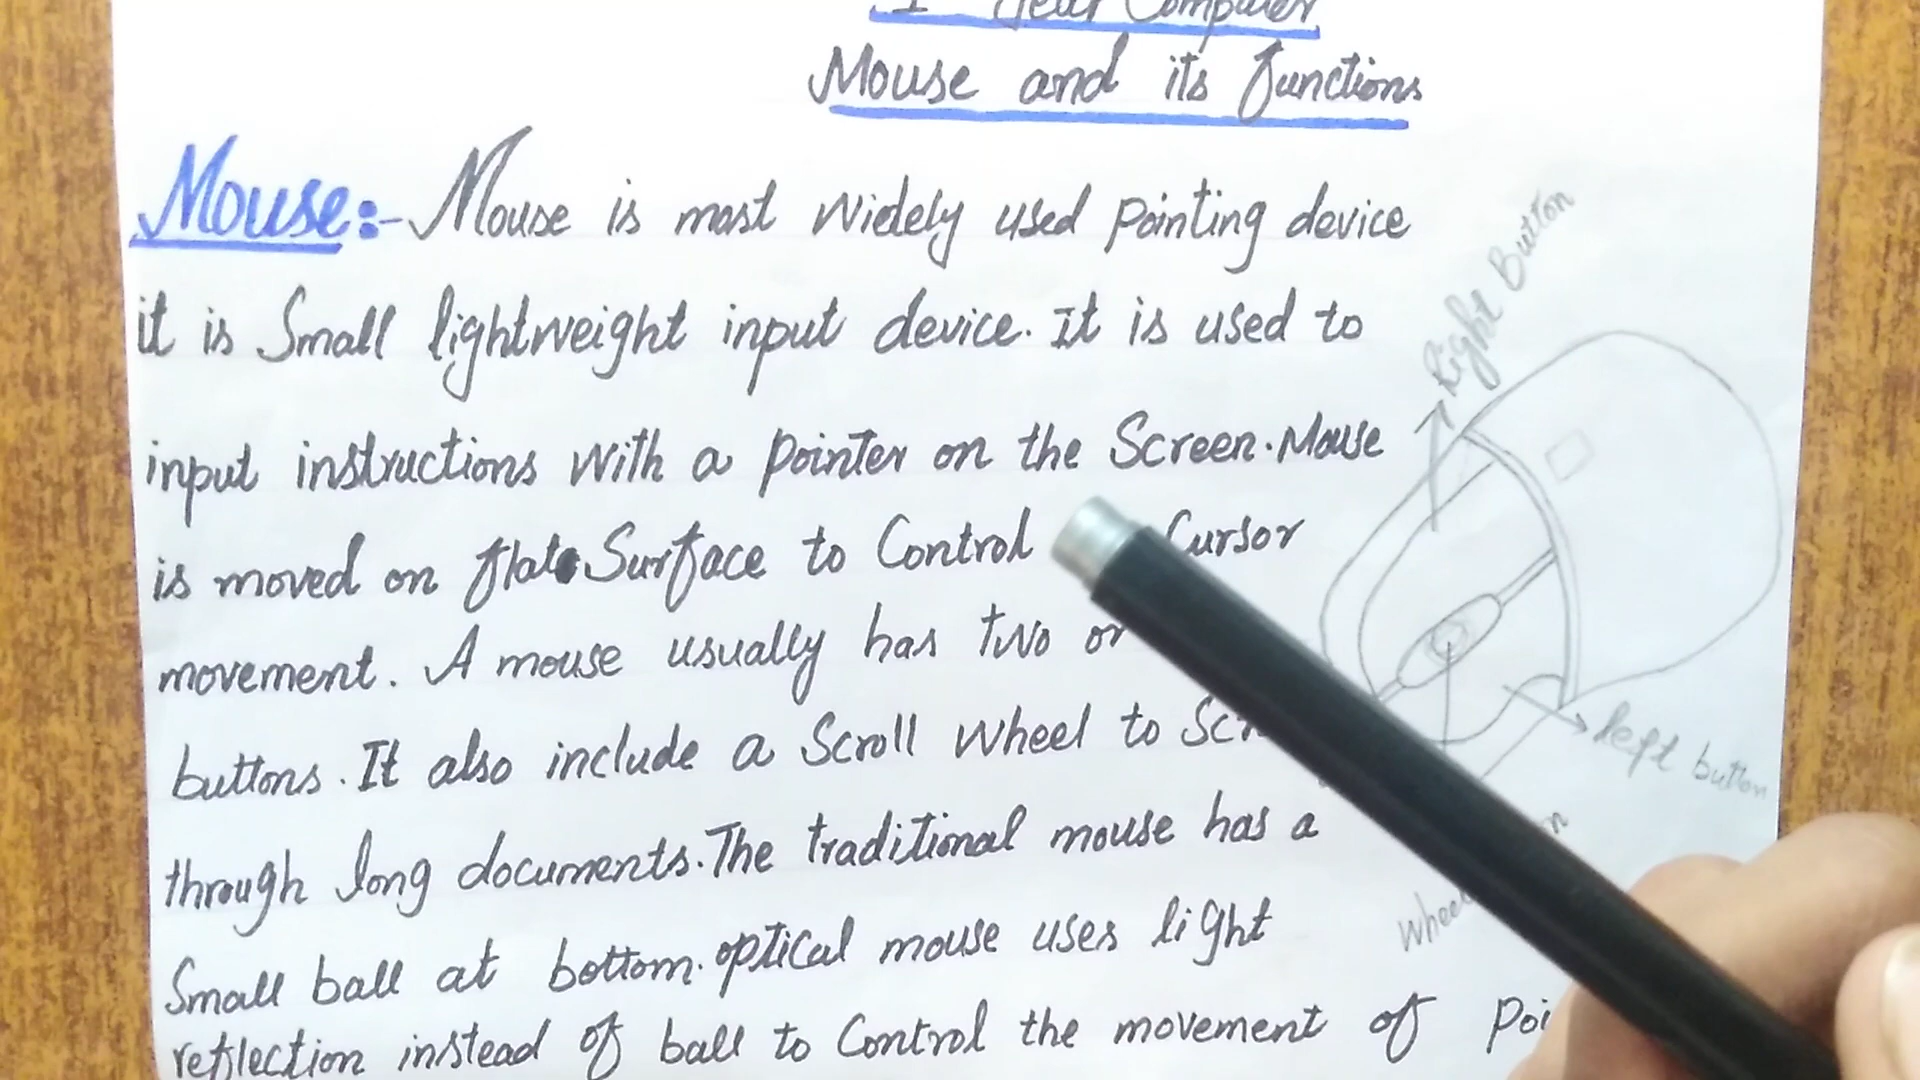 Year Computer
Mouse and its functions
Mouse:- Mouse is most widely used pointing device
it is Small lightweight input device. It is used to
input instructions with a pointer on the Screen. Mouse
is moved on flat Surface to Control Cursor
movement. A mouse usually has two or
buttons. It also include a Scroll wheel to
through long documents. The traditional mouse has a
Small ball at bottom. optical mouse uses light
reflection instead of ball to Control the movement of
Right Button
left button
Wheel